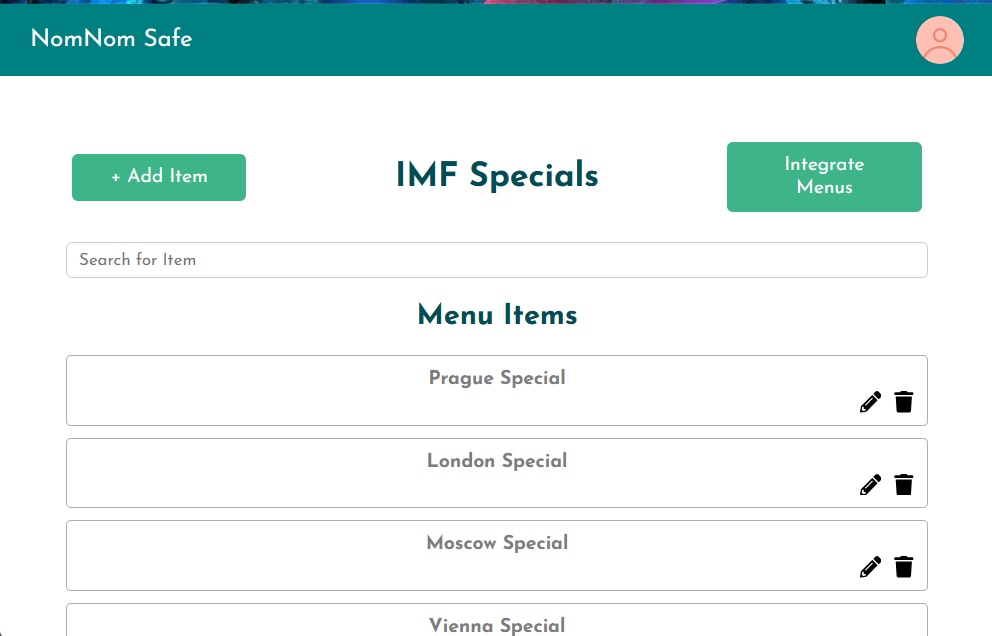 NomNom Safe
+ Add Item
IMF Specials
Integrate
Menus
Search for Item
Menu Items
Prague Special
London Special
Moscow Special
Vienna Special